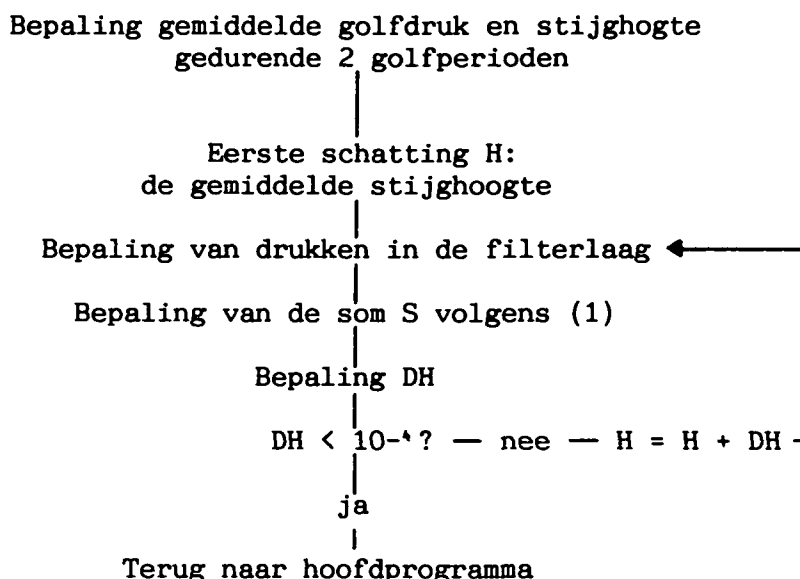 Bepaling gemiddelde golfdruk en stijghogte
gedurende 2 golfperioden
Eerste schatting H:
de gemiddelde stijghoogte
Bepaling van drukken in de filterlaag
Bepaling van de som S volgens (1)
Bepaling DH
DH < 10-⁴ ? — nee — H = H + DH
ja
Terug naar hoofdprogramma